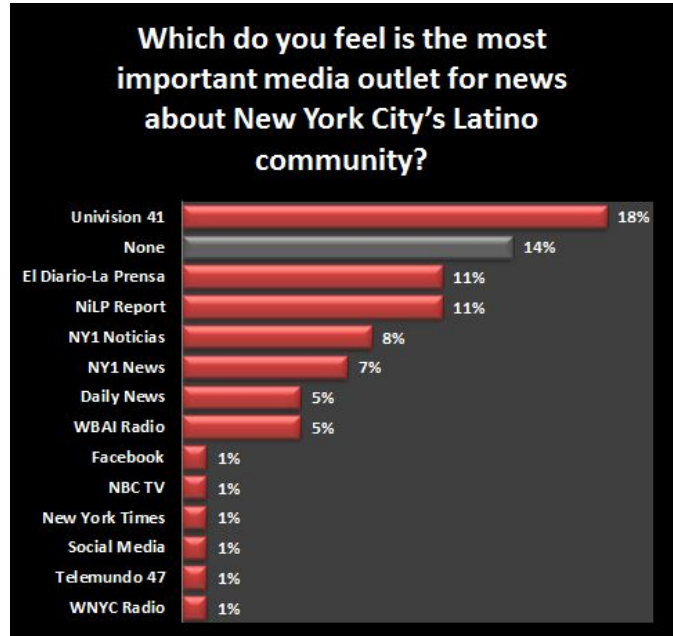 Which do you feel is the most
important media outlet for news
about New York City’s Latino
community?
Univision 41 18%
None 14%
El Diario-La Prensa 11%
NiLP Report 11%
NY1 Noticias 8%
NY1 News 7%
Daily News 5%
WBAI Radio 5%
Facebook 1%
NBC TV 1%
New York Times 1%
Social Media 1%
Telemundo 47 1%
WNYC Radio 1%